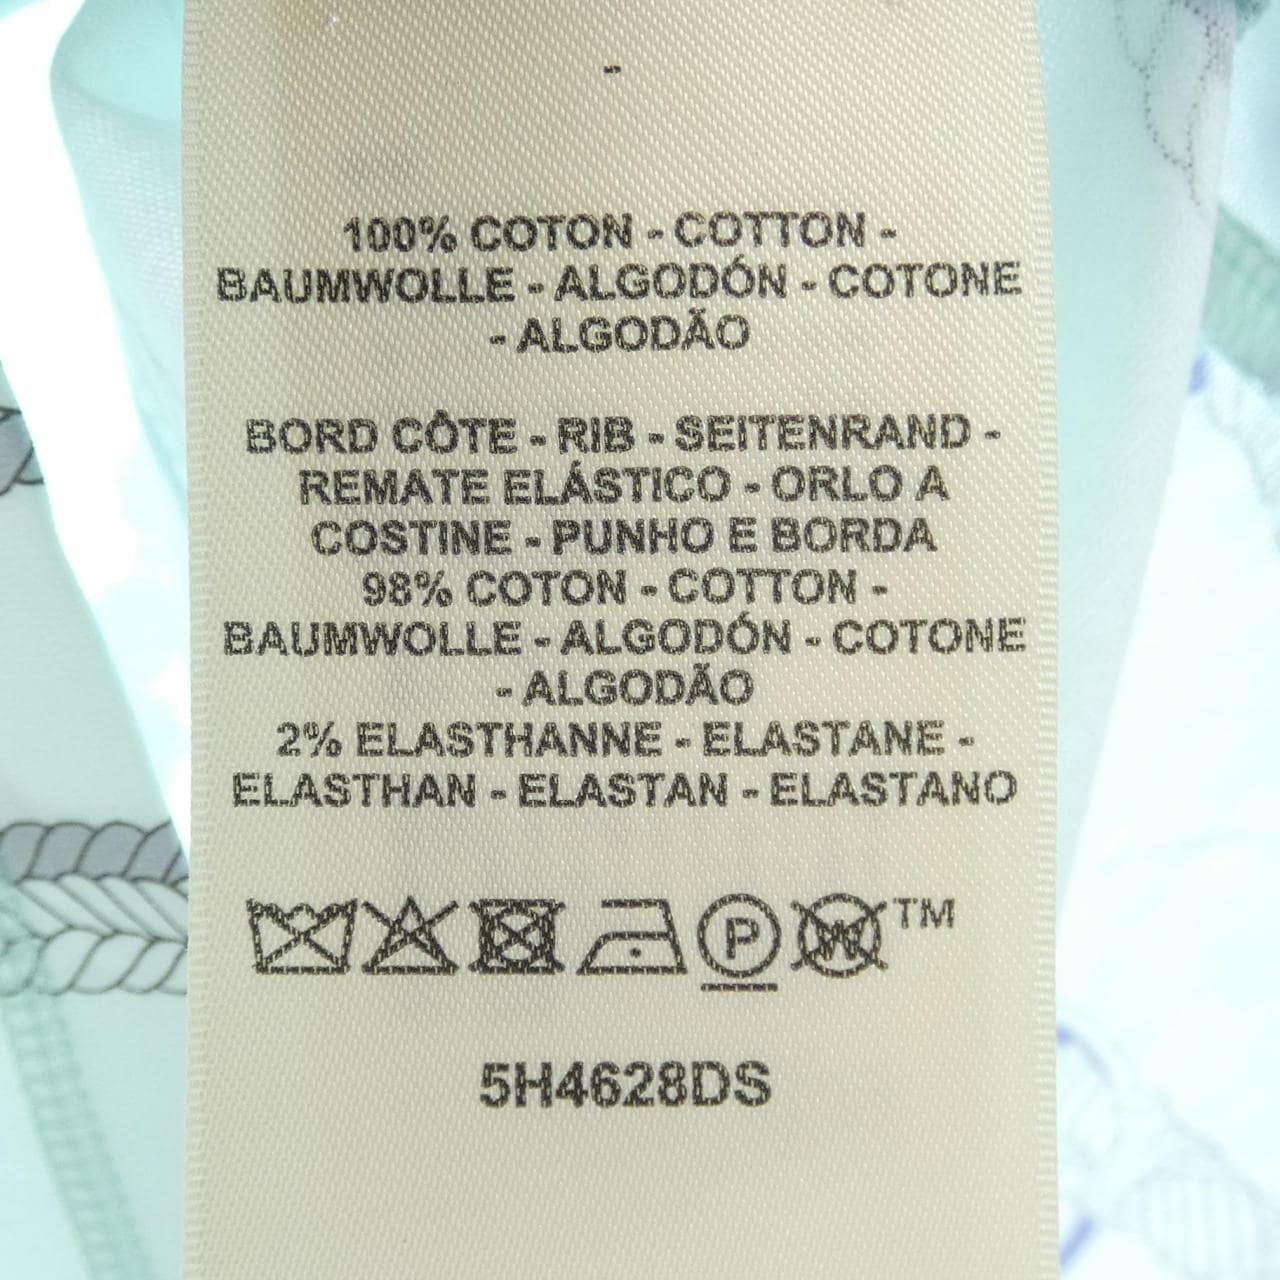 -
100% COTON - COTTON -
BAUMWOLLE - ALGODÓN - COTONE
- ALGODÃO
BORD CÔTE - RIB - SEITENRAND -
REMATE ELÁSTICO - ORLO A
COSTINE - PUNHO E BORDA
98% COTON - COTTON -
BAUMWOLLE - ALGODÓN - COTONE
- ALGODÃO
2% ELASTHANNE - ELASTANE -
ELASTHAN - ELASTAN - ELASTANO
P W TM
5H4628DS